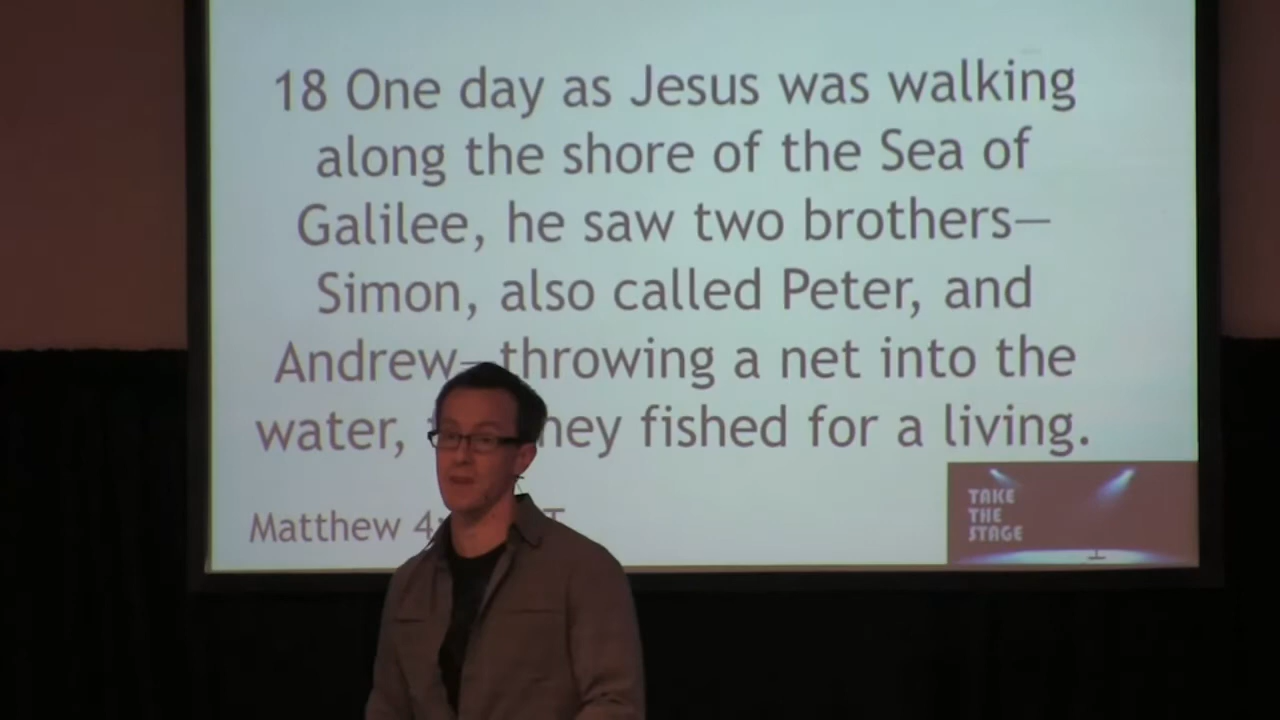 18 One day as Jesus was walking
along the shore of the Sea of
Galilee, he saw two brothers—
Simon, also called Peter, and
Andrew—throwing a net into the
water, they fished for a living.
Matthew 4:
TAKE
THE
STAGE